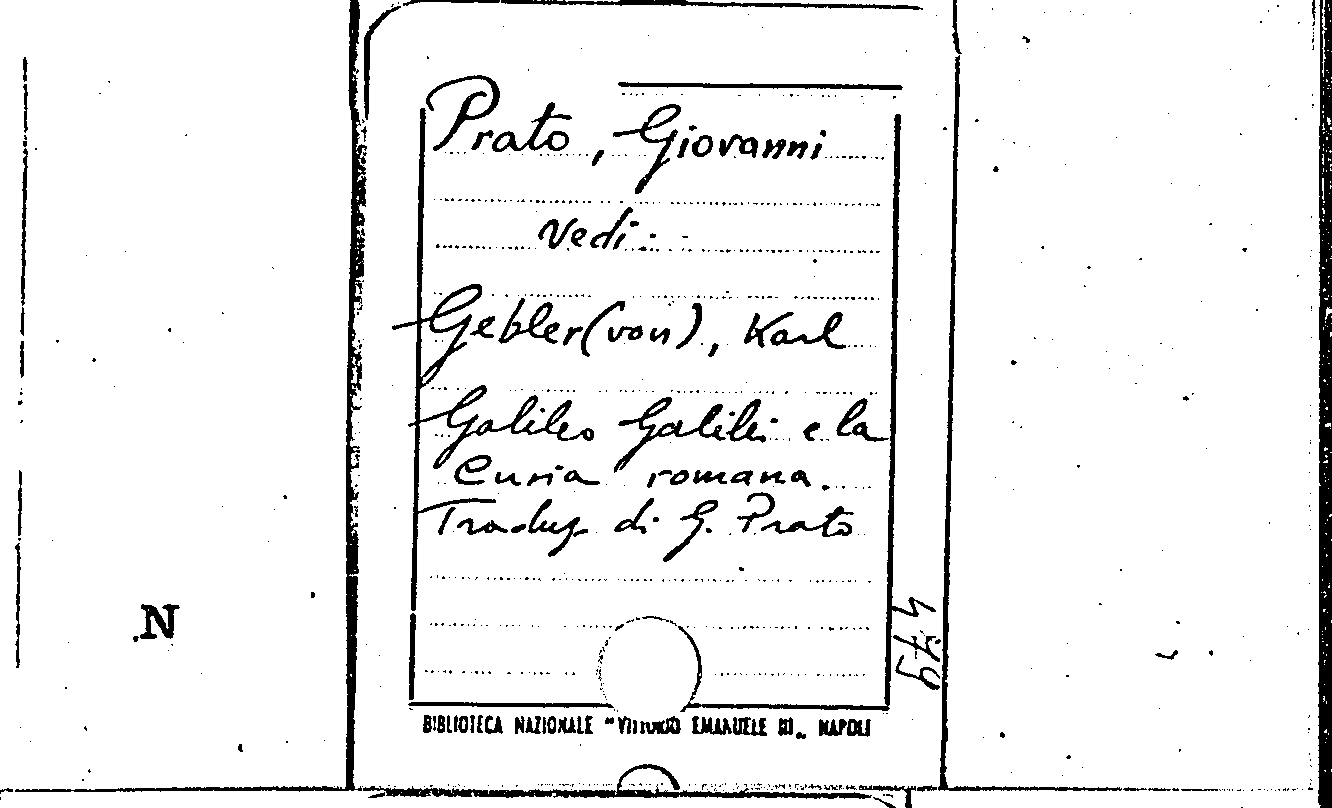 Prato, Giovanni
Vedi:
Gebler (von), Karl
Galileo Galilei e la
Curia romana.
Traduz. di G. Prato
479
N
BIBLIOTECA NAZIONALE "VITTORIO EMANUELE III„ NAPOLI